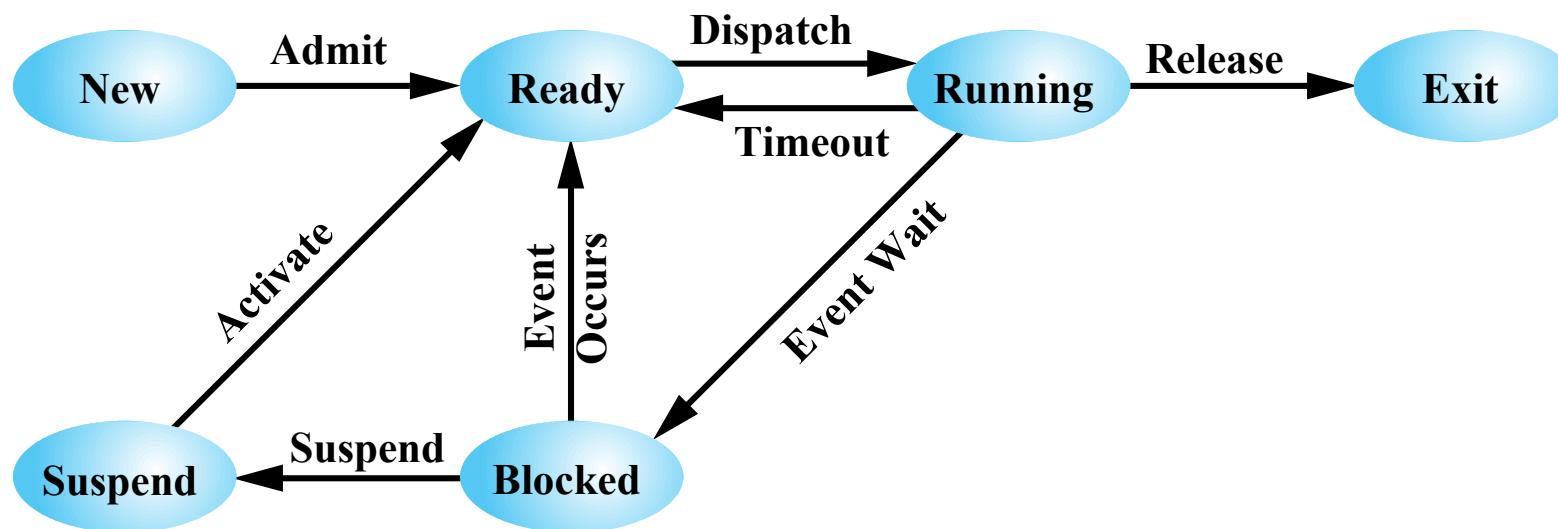 Dispatch
Admit
Release
New
Ready
Running
Exit
Timeout
Activate
Event
Occurs
Event Wait
Suspend
Suspend
Blocked